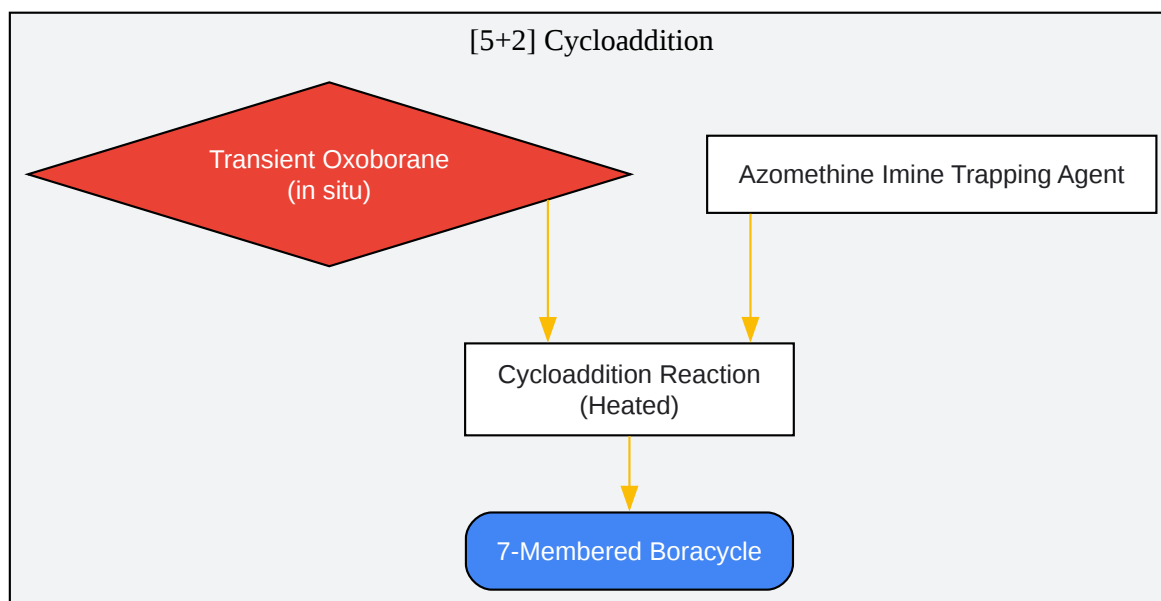 [5+2] Cycloaddition
Transient Oxoborane
(in situ)
Azomethine Imine Trapping Agent
Cycloaddition Reaction
(Heated)
7-Membered Boracycle